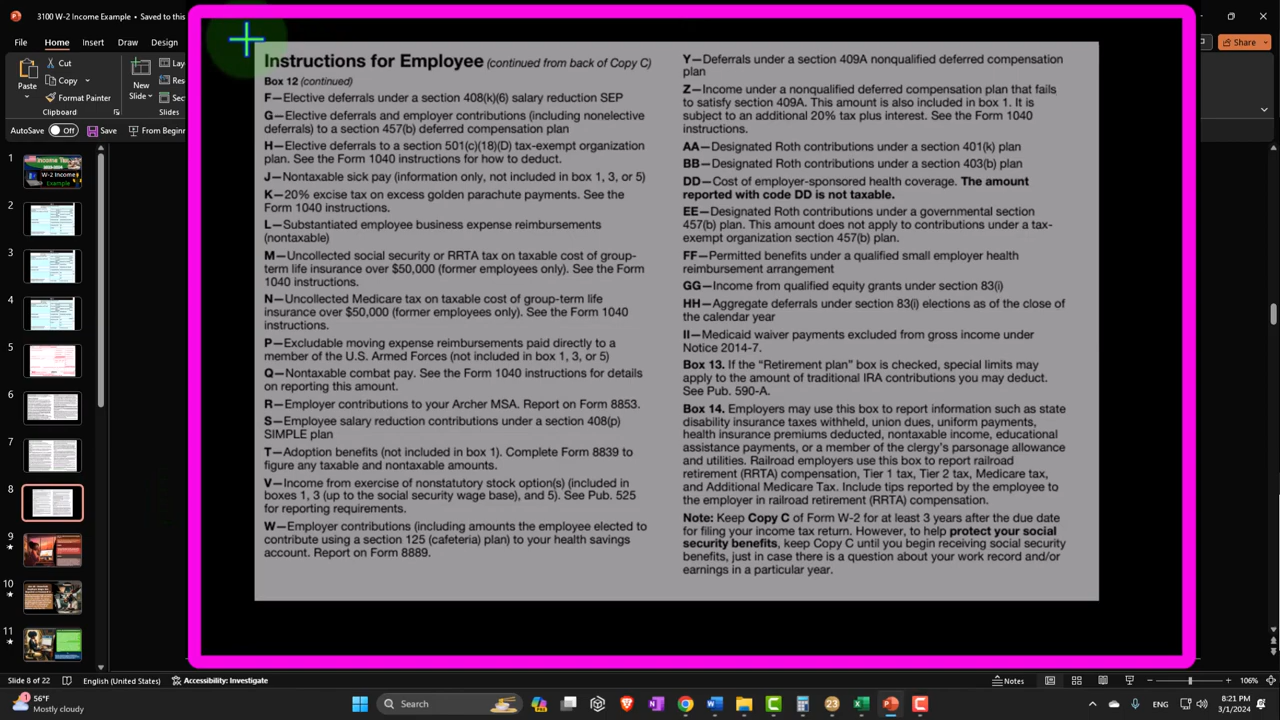 3100 W-2 Income Example • Saved to this
File
Home
Insert
Draw
Design
Share
Paste
Cut
Copy
Format Painter
Clipboard
New
Slide
Slides
AutoSave
Off
Save
From Beginn
Instructions for Employee (continued from back of Copy C)
Box 12 (continued)
F—Elective deferrals under a section 408(k)(6) salary reduction SEP
G—Elective deferrals and employer contributions (including nonelective
deferrals) to a section 457(b) deferred compensation plan
H—Elective deferrals to a section 501(c)(18)(D) tax-exempt organization
plan. See the Form 1040 instructions for how to deduct.
J—Nontaxable sick pay (information only, not included in box 1, 3, or 5)
K—20% excise tax on excess golden parachute payments. See the
Form 1040 instructions.
L—Substantiated employee business expense reimbursements
(nontaxable)
M—Uncollected social security or RRTA tax on taxable cost of group-
term life insurance over $50,000 (former employees only). See the Form
1040 instructions.
N—Uncollected Medicare tax on taxable cost of group-term life
insurance over $50,000 (former employees only). See the Form 1040
instructions.
P—Excludable moving expense reimbursements paid directly to a
member of the U.S. Armed Forces (not included in box 1, 3, or 5)
Q—Nontaxable combat pay. See the Form 1040 instructions for details
on reporting this amount.
R—Employer contributions to your Archer MSA. Report on Form 8853.
S—Employee salary reduction contributions under a section 408(p)
SIMPLE plan
T—Adoption benefits (not included in box 1). Complete Form 8839 to
figure any taxable and nontaxable amounts.
V—Income from exercise of nonstatutory stock option(s) (included in
boxes 1, 3 (up to the social security wage base), and 5). See Pub. 525
for reporting requirements.
W—Employer contributions (including amounts the employee elected to
contribute using a section 125 (cafeteria) plan) to your health savings
account. Report on Form 8889.
Y—Deferrals under a section 409A nonqualified deferred compensation
plan
Z—Income under a nonqualified deferred compensation plan that fails
to satisfy section 409A. This amount is also included in box 1. It is
subject to an additional 20% tax plus interest. See the Form 1040
instructions.
AA—Designated Roth contributions under a section 401(k) plan
BB—Designated Roth contributions under a section 403(b) plan
DD—Cost of employer-sponsored health coverage. The amount
reported with code DD is not taxable.
EE—Designated Roth contributions under a governmental section
457(b) plan. This amount does not apply to contributions under a tax-
exempt organization section 457(b) plan.
FF—Permitted benefits under a qualified small employer health
reimbursement arrangement
GG—Income from qualified equity grants under section 83(i)
HH—Aggregate deferrals under section 83(i) elections as of the close of
the calendar year
II—Medicaid waiver payments excluded from gross income under
Notice 2014-7.
Box 13. If the “Retirement plan” box is checked, special limits may
apply to the amount of traditional IRA contributions you may deduct.
See Pub. 590-A.
Box 14. Employers may use this box to report information such as state
disability insurance taxes withheld, union dues, uniform payments,
health insurance premiums deducted, nontaxable income, educational
assistance payments, or a member of the clergy's parsonage allowance
and utilities. Railroad employers use this box to report railroad
retirement (RRTA) compensation, Tier 1 tax, Tier 2 tax, Medicare tax,
and Additional Medicare Tax. Include tips reported by the employee to
the employer in railroad retirement (RRTA) compensation.
Note: Keep Copy C of Form W-2 for at least 3 years after the due date
for filing your income tax return. However, to help protect your social
security benefits, keep Copy C until you begin receiving social security
benefits, just in case there is a question about your work record and/or
earnings in a particular year.
1
Income Tax
W-2 Income
Example
2
3
4
5
6
7
8
9
10
11
Slide 8 of 22
English (United States)
Accessibility: Investigate
Notes
106%
1
56°F
Mostly cloudy
Search
23
ENG
8:21 PM
3/1/2024